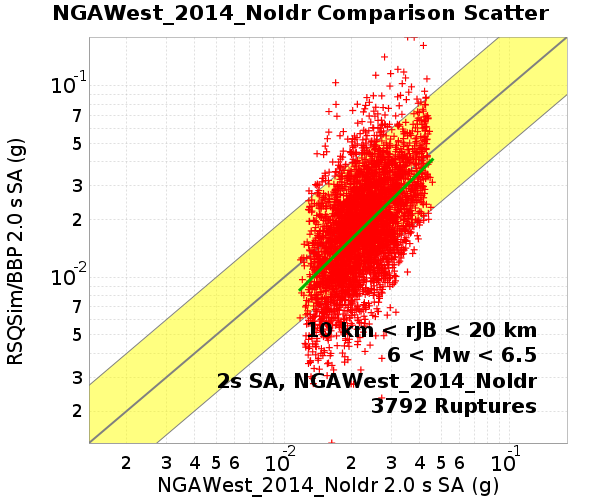 NGAWest_2014_NoIdr Comparison Scatter
RSQSim/BBP 2.0 s SA (g)
10⁻¹
7
5
3
2
10⁻²
7
5
3
2
10 km < rJB < 20 km
6 < Mw < 6.5
2s SA, NGAWest_2014_NoIdr
3792 Ruptures
2 3 4 5 6 10⁻² 2 3 4 5 6 10⁻¹
NGAWest_2014_NoIdr 2.0 s SA (g)